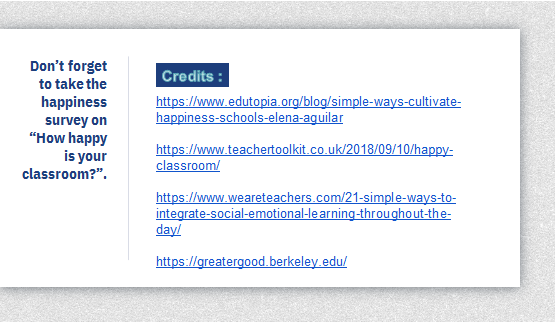 Don’t forget
to take the
happiness
survey on
“How happy
is your
classroom?”.
Credits :
https://www.edutopia.org/blog/simple-ways-cultivate-
happiness-schools-elena-aguilar
https://www.teachertoolkit.co.uk/2018/09/10/happy-
classroom/
https://www.weareteachers.com/21-simple-ways-to-
integrate-social-emotional-learning-throughout-the-
day/
https://greatergood.berkeley.edu/